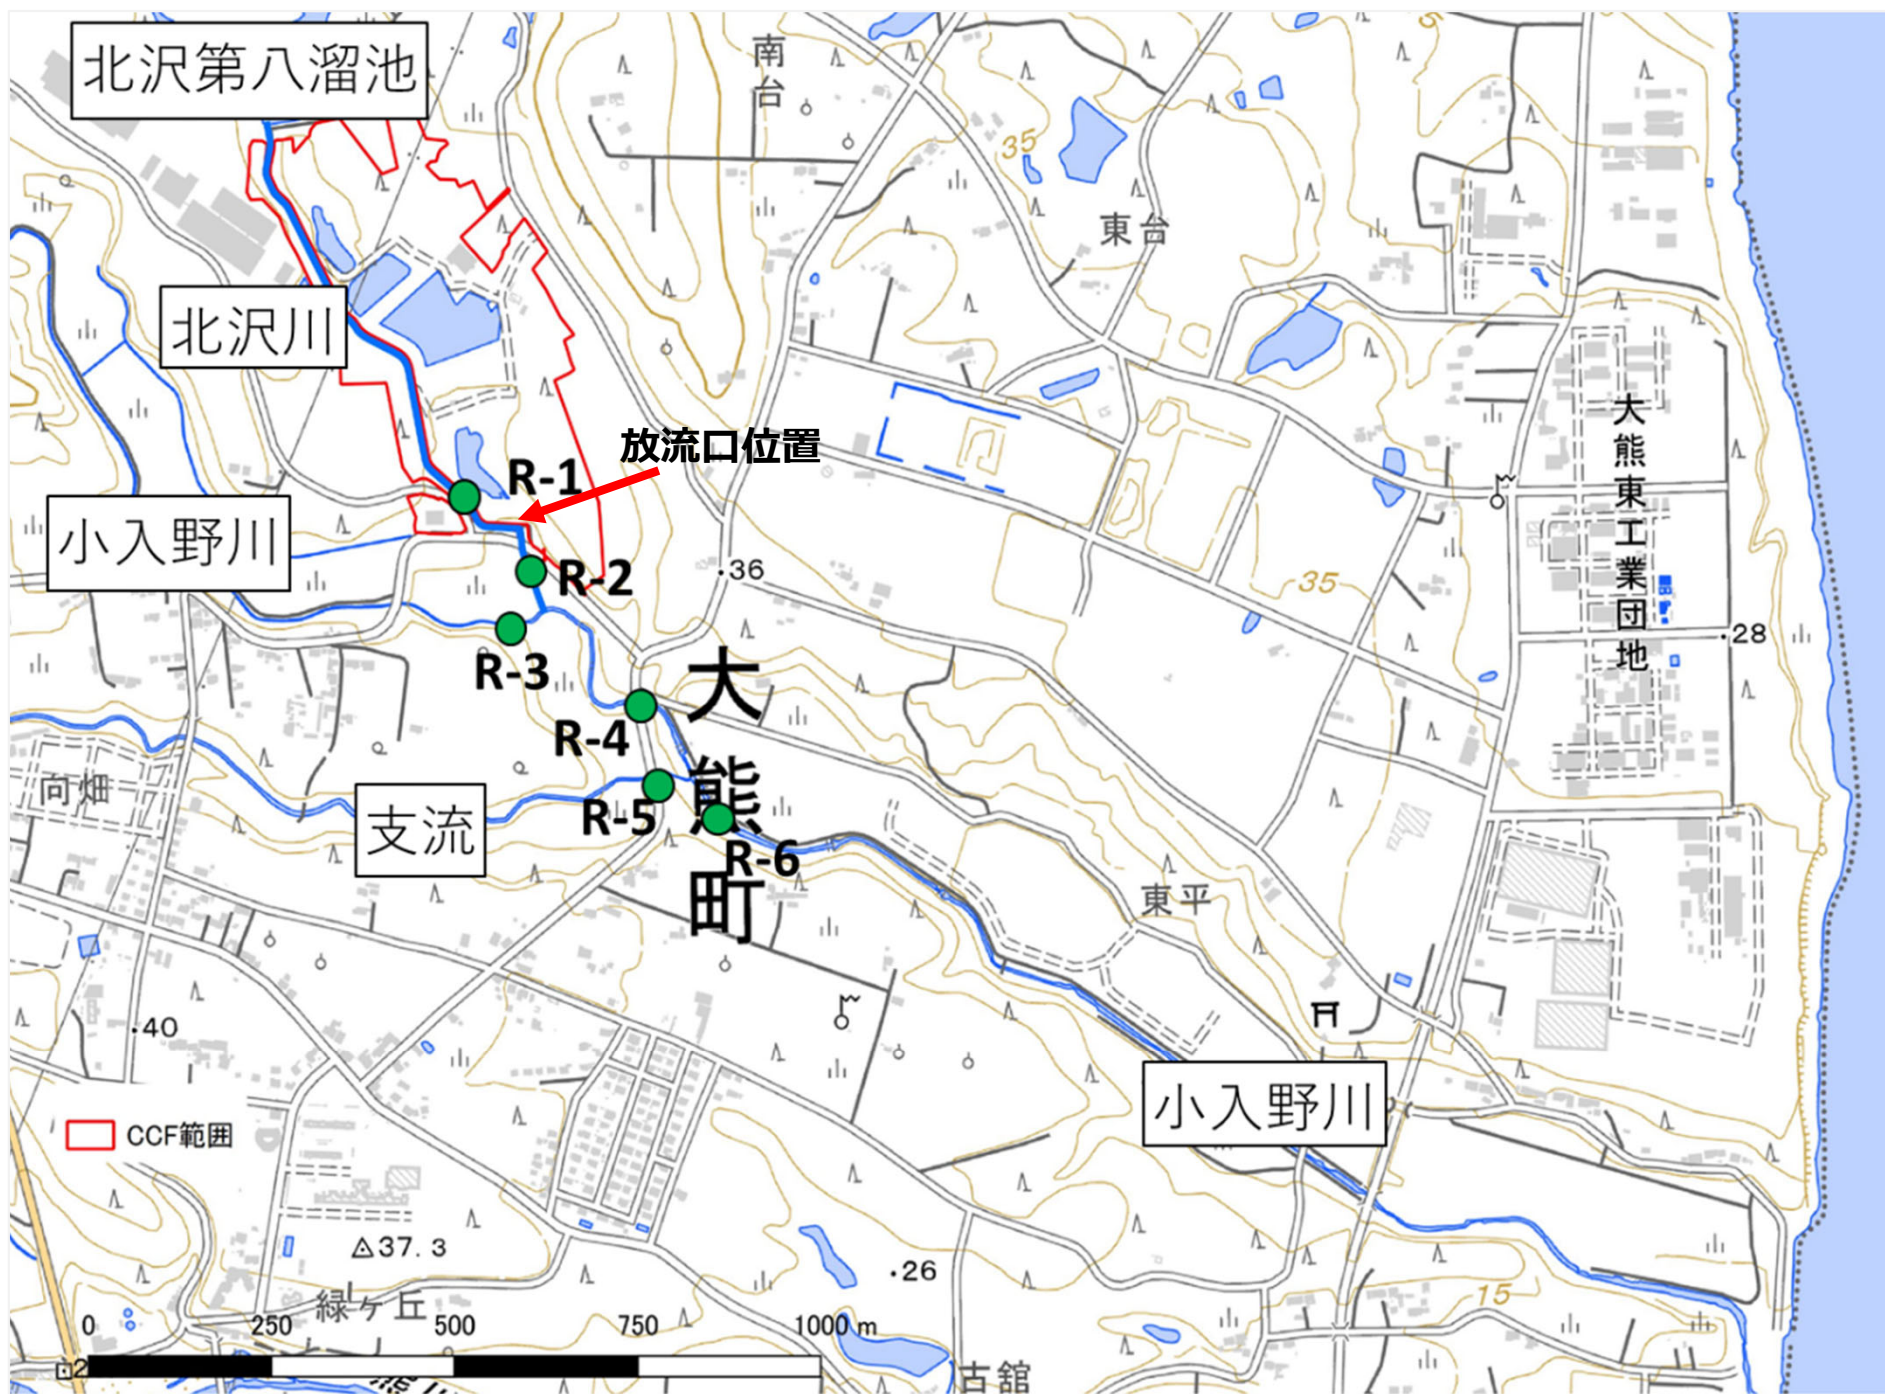 北沢第八溜池
南台
35
東台
北沢川
大熊東工業団地
放流口位置
R-1
小入野川
R-2
36
35
28
R-3
大熊町
R-4
向畑
R-5
支流
R-6
東平
40
小入野川
CCF範囲
37.3
26
緑ヶ丘
15
0 250 500 750 1000 m
古舘